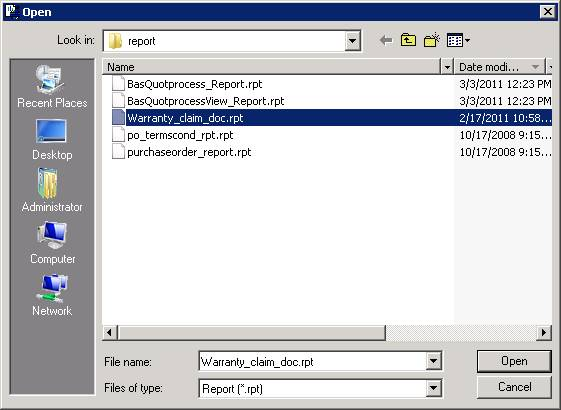 Open
Look in: report
Name Date modi...
BasQuotprocess_Report.rpt 3/3/2011 12:23 PM
BasQuotprocessView_Report.rpt 3/3/2011 12:23 PM
Warranty_claim_doc.rpt 2/17/2011 10:58...
po_termscond_rpt.rpt 10/17/2008 9:15...
purchaseorder_report.rpt 10/17/2008 9:15...
Recent Places
Desktop
Administrator
Computer
Network
File name: Warranty_claim_doc.rpt Open
Files of type: Report (*.rpt) Cancel